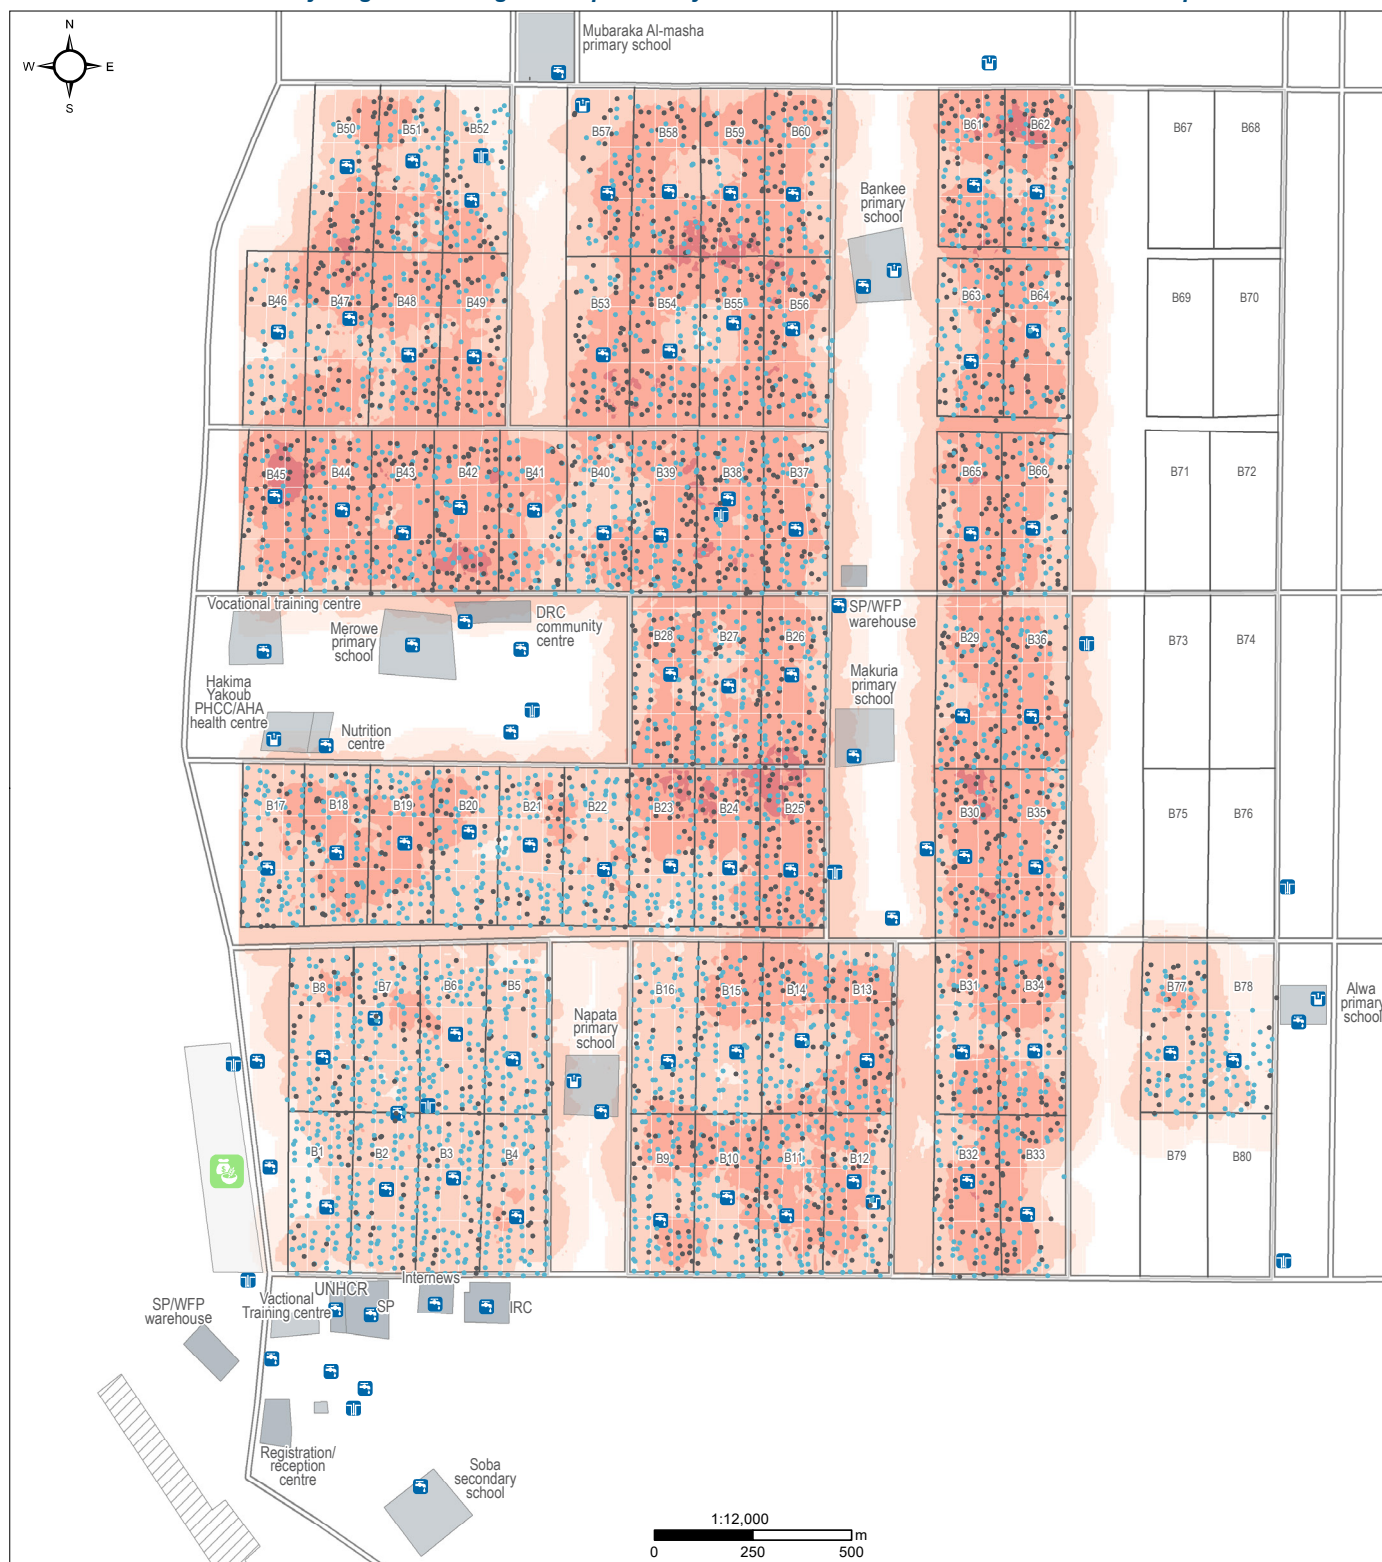 N
W E
S
Mubaraka Al-masha
primary school
B50 B51 B52 B57 B58 B59 B60 B61 B62 B67 B68
Bankee
primary
school
B46 B47 B48 B49 B53 B54 B55 B56 B63 B64 B69 B70
B45 B44 B43 B42 B41 B40 B39 B38 B37 B65 B66 B71 B72
Vocational training centre
Merowe
primary
school
DRC
community
centre
SP/WFP
warehouse
B28 B27 B26 B29 B36 B73 B74
Makuria
primary
school
Hakima
Yakoub
PHCC/AHA
health centre
Nutrition
centre
B17 B18 B19 B20 B21 B22 B23 B24 B25 B30 B35 B75 B76
B8 B7 B6 B5 B16 B15 B14 B13 B31 B34 B77 B78
Alwa
primary
school
Napata
primary
school
B1 B2 B3 B4 B9 B10 B11 B12 B32 B33 B79 B80
Internews
UNHCR
Vactional
Training centre
SP
IRC
SP/WFP
warehouse
Registration/
reception
centre
Soba
secondary
school
1:12,000
m
0 250 500